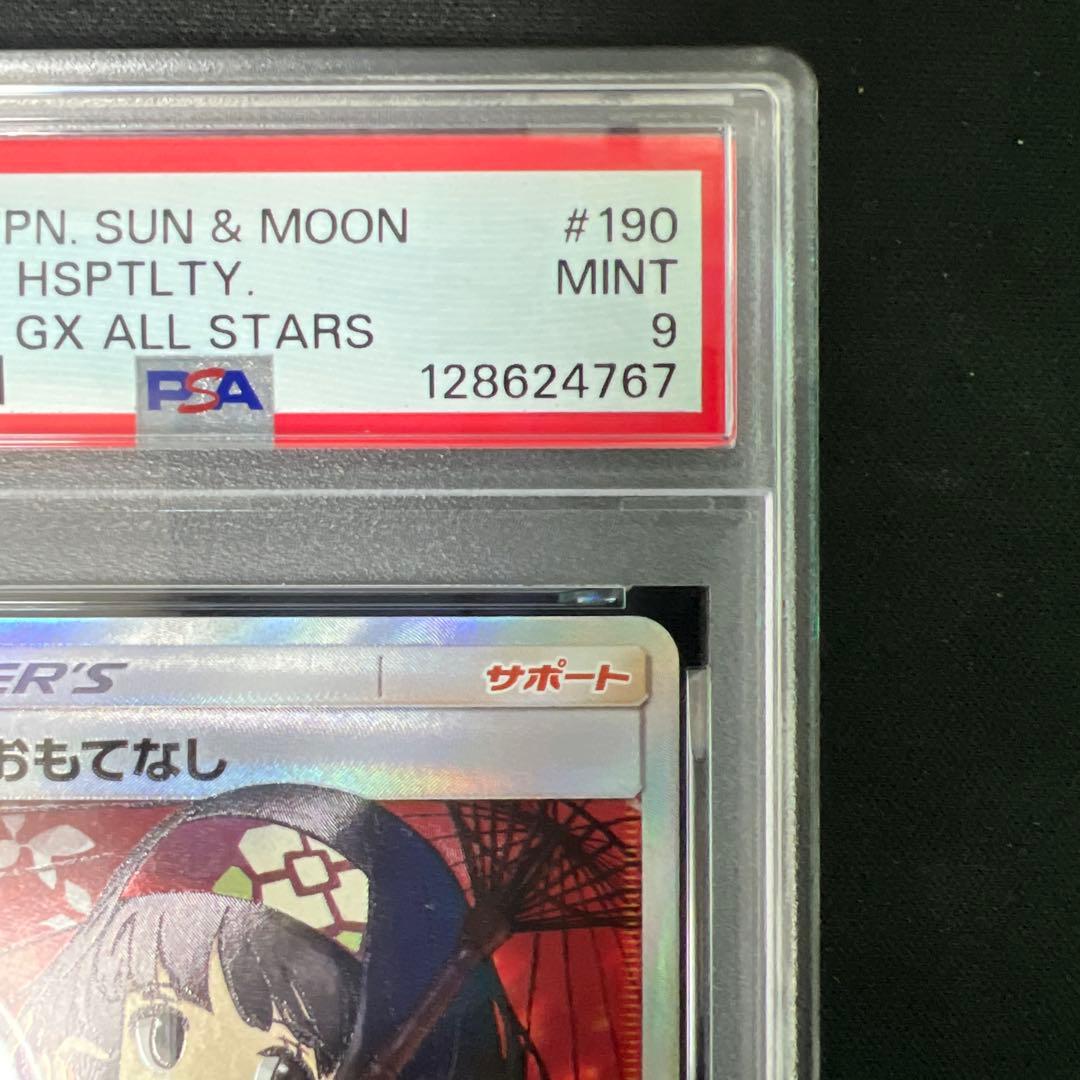 PN. SUN & MOON #190
HSPTLTY. MINT
GX ALL STARS 9
PSA 128624767
ER'S サポート
おもてなし